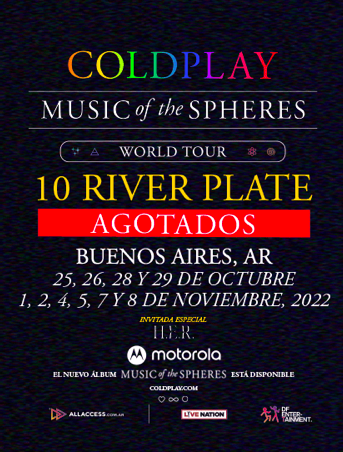 COLDPLAY
MUSIC of the SPHERES
WORLD TOUR
10 RIVER PLATE
AGOTADOS
BUENOS AIRES, AR
25, 26, 28 Y 29 DE OCTUBRE
1, 2, 4, 5, 7 Y 8 DE NOVIEMBRE, 2022
INVITADA ESPECIAL
H.E.R.
motorola
EL NUEVO ÁLBUM MUSIC of the SPHERES ESTÁ DISPONIBLE
COLDPLAY.COM
ALLACCESS.COM.AR LIVE NATION DF ENTER-
TAINMENT.